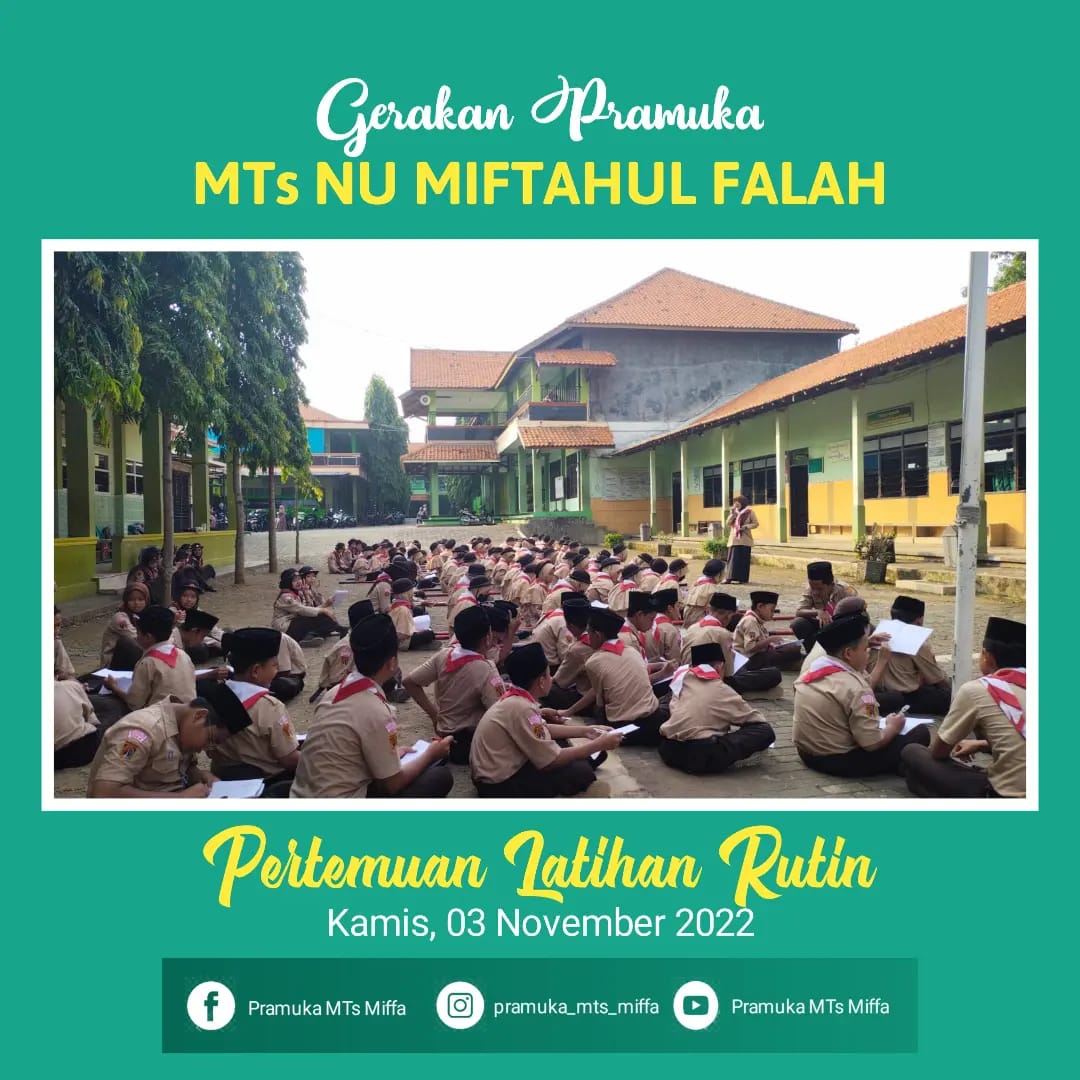 Gerakan Pramuka
MTs NU MIFTAHUL FALAH
Pertemuan Latihan Rutin
Kamis, 03 November 2022
Pramuka MTs Miffa
pramuka_mts_miffa
Pramuka MTs Miffa